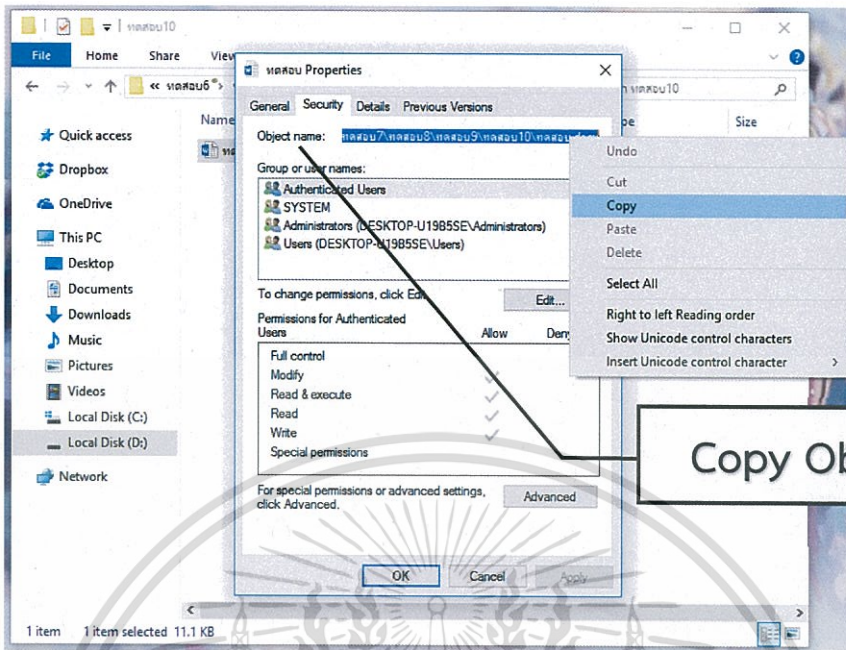 ทดสอบ10
File Home Share View
« ทดสอบ6 ทดสอบ10
Name Size
Quick access
Dropbox
OneDrive
This PC
Desktop
Documents
Downloads
Music
Pictures
Videos
Local Disk (C:)
Local Disk (D:)
Network
1 item 1 item selected 11.1 KB
ทดสอบ Properties
General Security Details Previous Versions
Object name: ทดสอบ7\ทดสอบ8\ทดสอบ9\ทดสอบ10\
Group or user names:
Authenticated Users
SYSTEM
Administrators (DESKTOP-U19B5SE\Administrators)
Users (DESKTOP-U19B5SE\Users)
To change permissions, click Edit... Edit...
Permissions for Authenticated
Users Allow
Full control
Modify
Read & execute
Read
Write
Special permissions
For special permissions or advanced settings,
click Advanced. Advanced
OK Cancel Apply
Undo
Cut
Copy
Paste
Delete
Select All
Right to left Reading order
Show Unicode control characters
Insert Unicode control character
Copy Ob